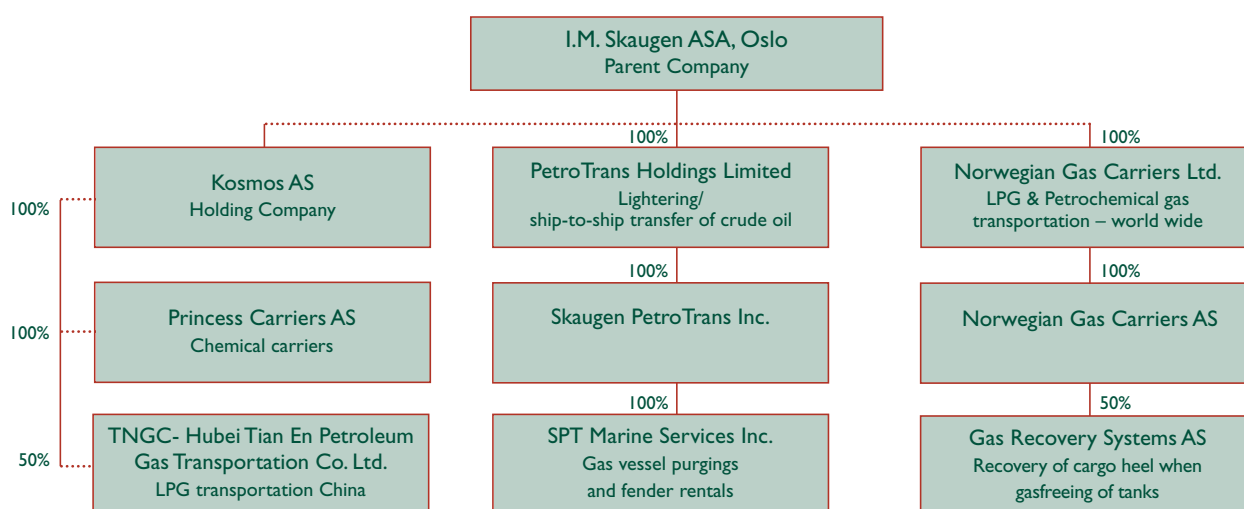 I.M. Skaugen ASA, Oslo
Parent Company
100%
100%
Kosmos AS
Holding Company
PetroTrans Holdings Limited
Lightering/
ship-to-ship transfer of crude oil
Norwegian Gas Carriers Ltd.
LPG & Petrochemical gas
transportation – world wide
100%
100%
100%
Princess Carriers AS
Chemical carriers
Skaugen PetroTrans Inc.
Norwegian Gas Carriers AS
100%
100%
50%
TNGC- Hubei Tian En Petroleum
Gas Transportation Co. Ltd.
LPG transportation China
SPT Marine Services Inc.
Gas vessel purgings
and fender rentals
Gas Recovery Systems AS
Recovery of cargo heel when
gasfreeing of tanks
50%